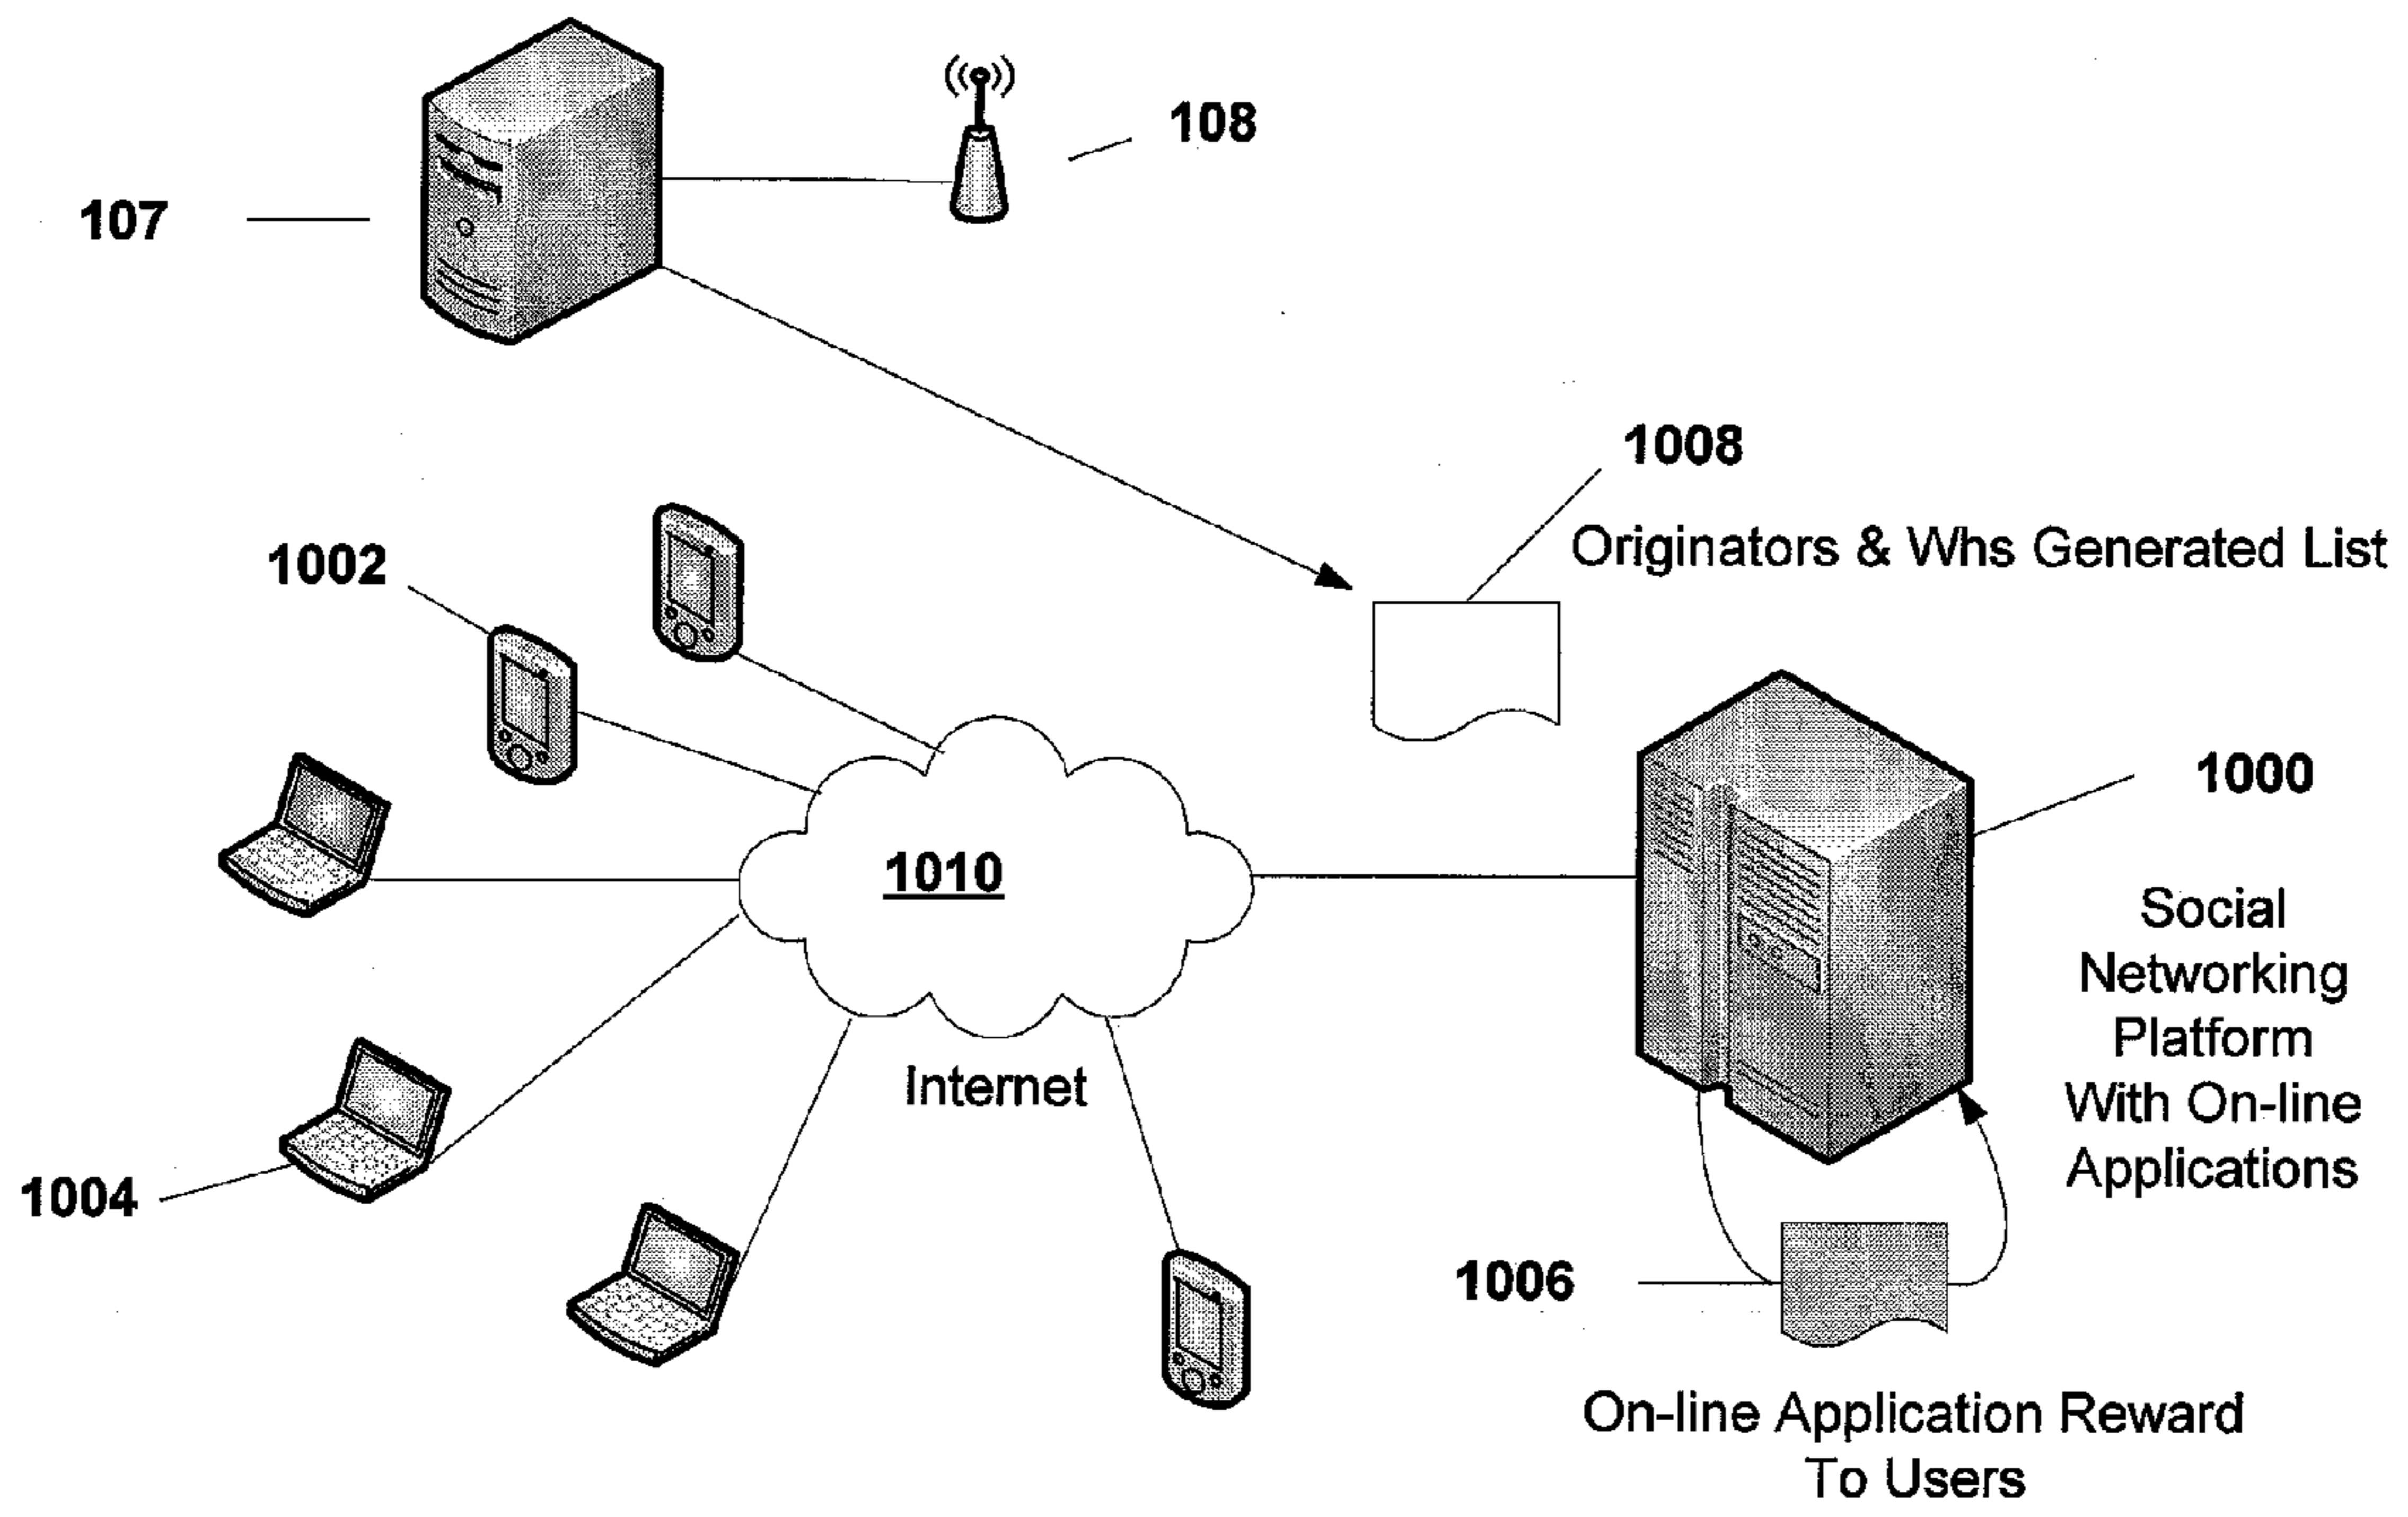 108
107
1008
Originators & Whs Generated List
1002
1000
1010
Social
Networking
Platform
With On-line
Applications
Internet
1004
1006
On-line Application Reward
To Users